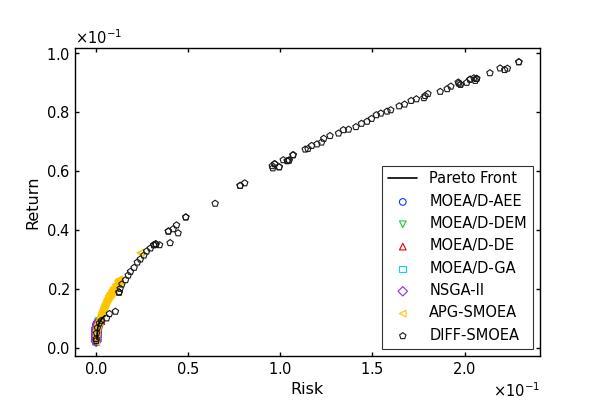 ×10⁻¹
1.0
0.8
0.6
0.4
0.2
0.0
Return
Pareto Front
MOEA/D-AEE
MOEA/D-DEM
MOEA/D-DE
MOEA/D-GA
NSGA-II
APG-SMOEA
DIFF-SMOEA
0.0 0.5 1.0 1.5 2.0
Risk
×10⁻¹